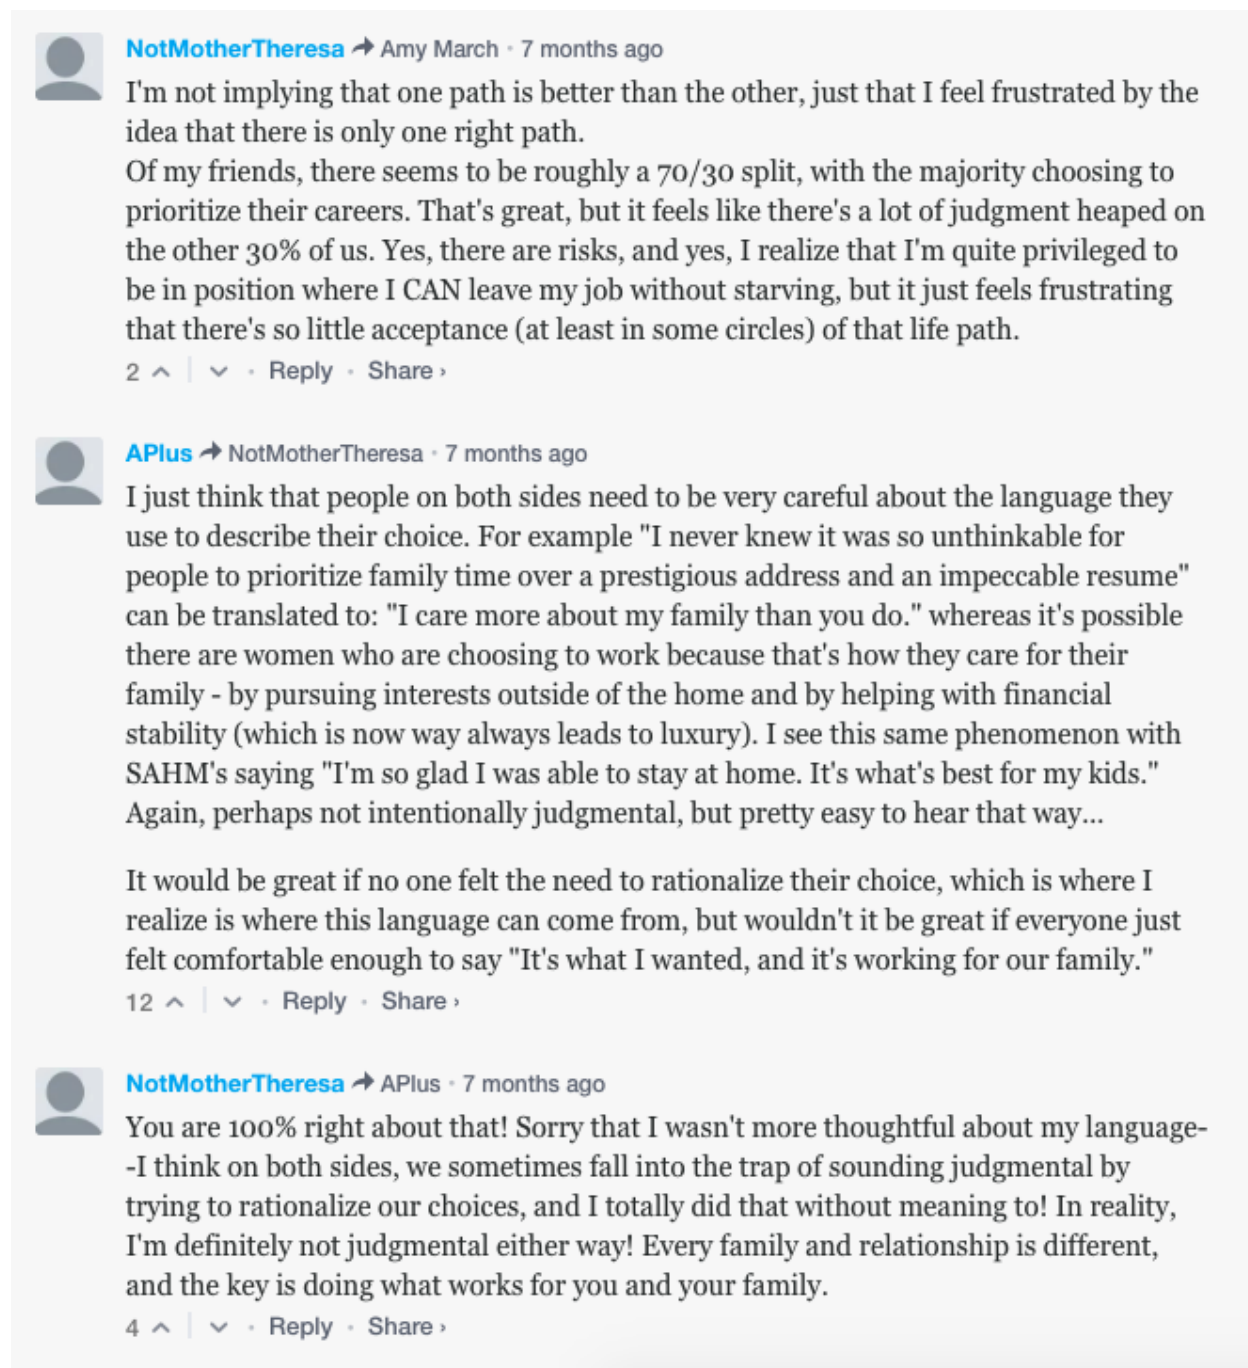 NotMotherTheresa → Amy March · 7 months ago
I'm not implying that one path is better than the other, just that I feel frustrated by the
idea that there is only one right path.
Of my friends, there seems to be roughly a 70/30 split, with the majority choosing to
prioritize their careers. That's great, but it feels like there's a lot of judgment heaped on
the other 30% of us. Yes, there are risks, and yes, I realize that I'm quite privileged to
be in position where I CAN leave my job without starving, but it just feels frustrating
that there's so little acceptance (at least in some circles) of that life path.
2 · Reply · Share ›
APlus → NotMotherTheresa · 7 months ago
I just think that people on both sides need to be very careful about the language they
use to describe their choice. For example "I never knew it was so unthinkable for
people to prioritize family time over a prestigious address and an impeccable resume"
can be translated to: "I care more about my family than you do." whereas it's possible
there are women who are choosing to work because that's how they care for their
family - by pursuing interests outside of the home and by helping with financial
stability (which is now way always leads to luxury). I see this same phenomenon with
SAHM's saying "I'm so glad I was able to stay at home. It's what's best for my kids."
Again, perhaps not intentionally judgmental, but pretty easy to hear that way...
It would be great if no one felt the need to rationalize their choice, which is where I
realize is where this language can come from, but wouldn't it be great if everyone just
felt comfortable enough to say "It's what I wanted, and it's working for our family."
12 · Reply · Share ›
NotMotherTheresa → APlus · 7 months ago
You are 100% right about that! Sorry that I wasn't more thoughtful about my language-
-I think on both sides, we sometimes fall into the trap of sounding judgmental by
trying to rationalize our choices, and I totally did that without meaning to! In reality,
I'm definitely not judgmental either way! Every family and relationship is different,
and the key is doing what works for you and your family.
4 · Reply · Share ›